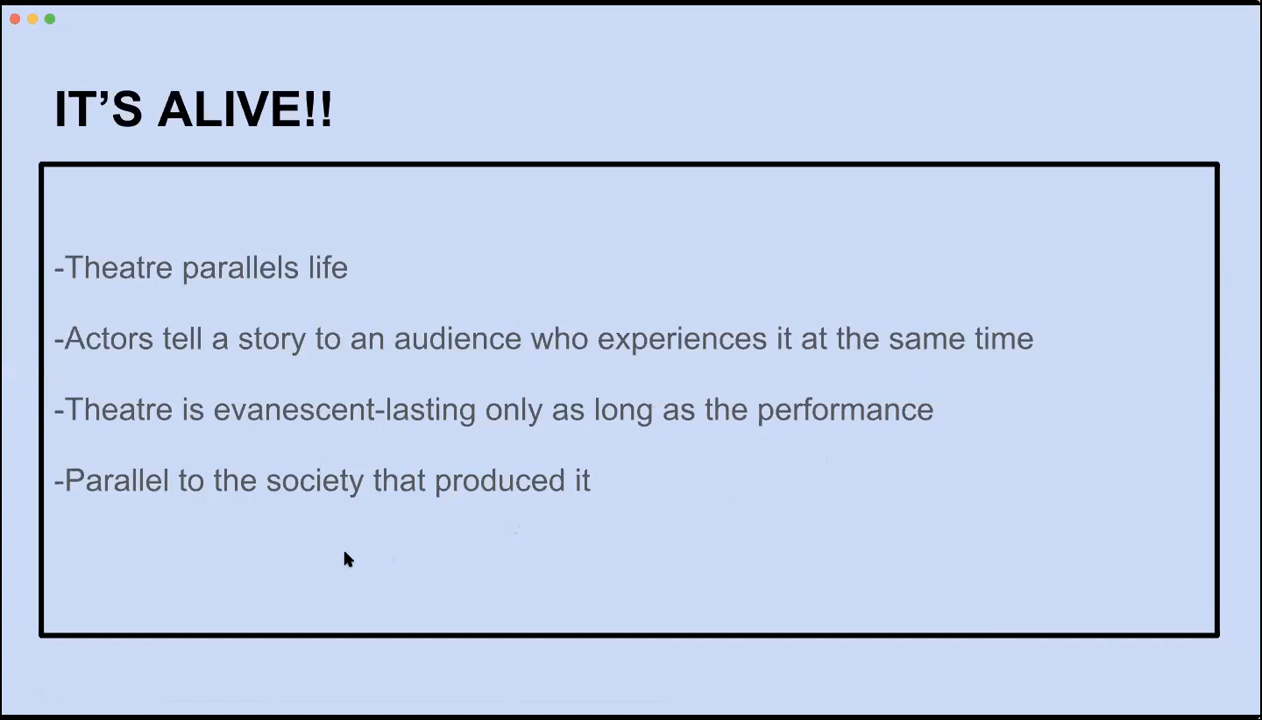 IT’S ALIVE!!
-Theatre parallels life
-Actors tell a story to an audience who experiences it at the same time
-Theatre is evanescent-lasting only as long as the performance
-Parallel to the society that produced it